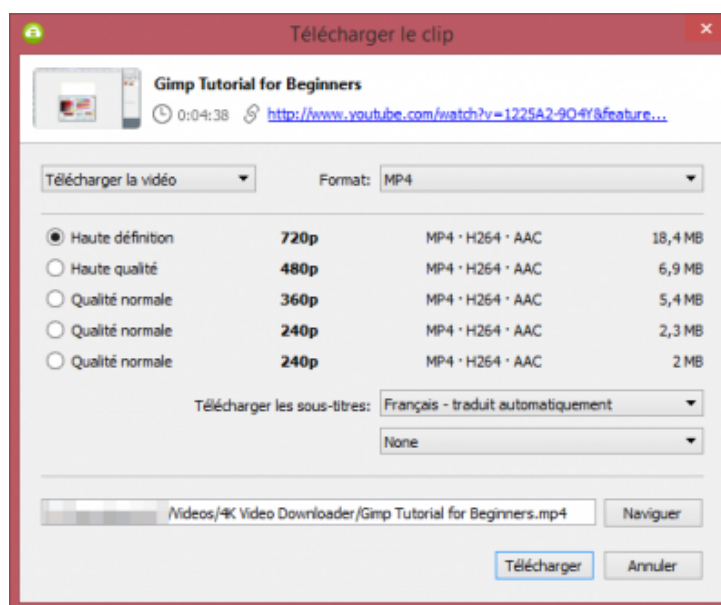 Télécharger le clip
Gimp Tutorial for Beginners
0:04:38 http://www.youtube.com/watch?v=1225A2-9O4Y&feature...
Télécharger la vidéo Format: MP4
Haute définition 720p MP4 · H264 · AAC 18,4 MB
Haute qualité 480p MP4 · H264 · AAC 6,9 MB
Qualité normale 360p MP4 · H264 · AAC 5,4 MB
Qualité normale 240p MP4 · H264 · AAC 2,3 MB
Qualité normale 240p MP4 · H264 · AAC 2 MB
Télécharger les sous-titres: Français - traduit automatiquement
None
/Videos/4K Video Downloader/Gimp Tutorial for Beginners.mp4 Naviguer
Télécharger Annuler